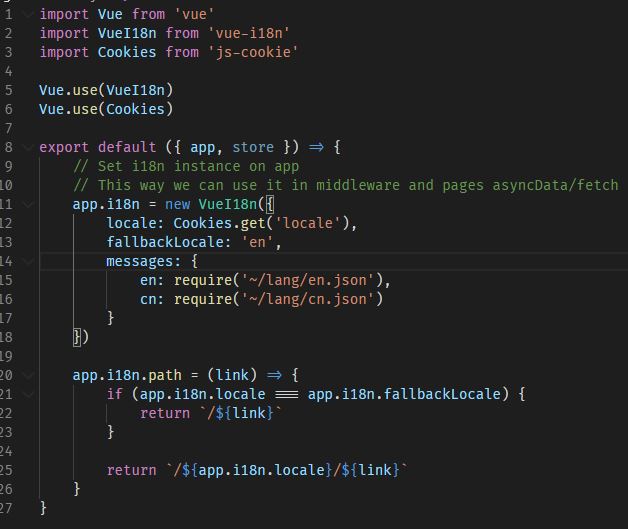 1 import Vue from 'vue'
2 import VueI18n from 'vue-i18n'
3 import Cookies from 'js-cookie'
4
5 Vue.use(VueI18n)
6 Vue.use(Cookies)
7
8 export default ({ app, store }) => {
9     // Set i18n instance on app
10     // This way we can use it in middleware and pages asyncData/fetch
11     app.i18n = new VueI18n({
12         locale: Cookies.get('locale'),
13         fallbackLocale: 'en',
14         messages: {
15             en: require('~/lang/en.json'),
16             cn: require('~/lang/cn.json')
17         }
18     })
19
20     app.i18n.path = (link) => {
21         if (app.i18n.locale === app.i18n.fallbackLocale) {
22             return `/${link}`
23         }
24
25         return `/${app.i18n.locale}/${link}`
26     }
27 }